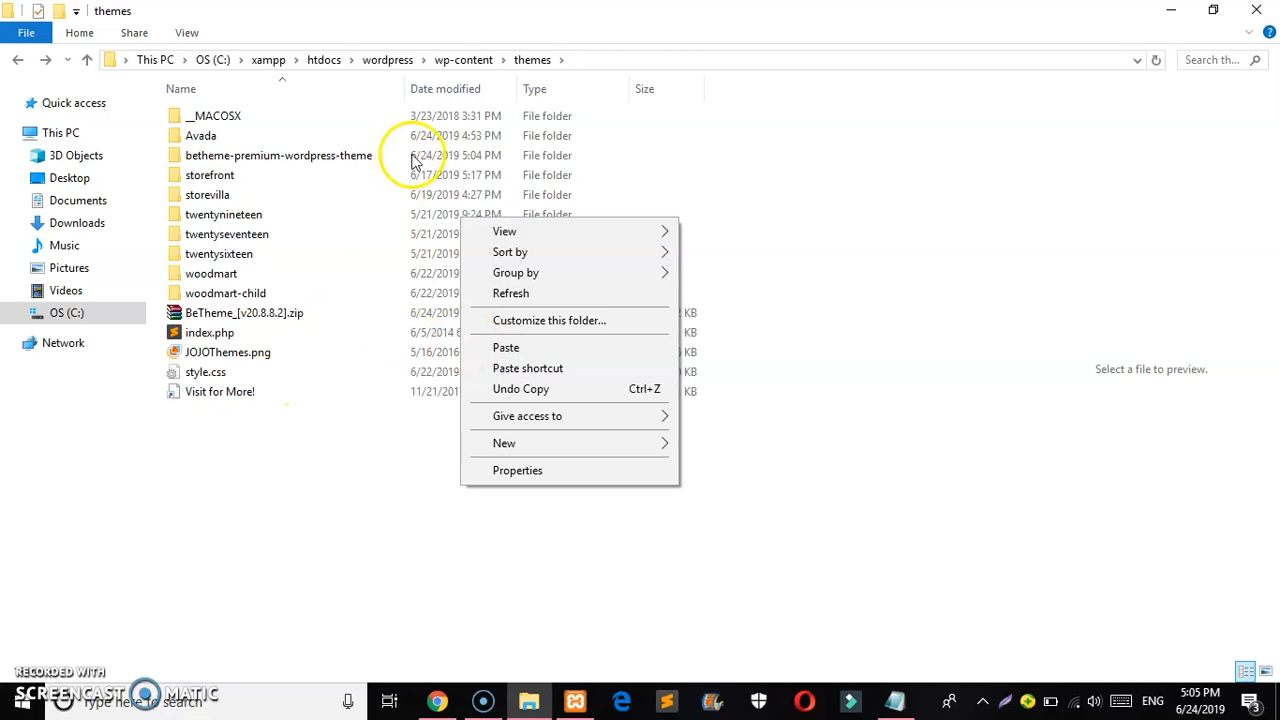 themes
File Home Share View
This PC OS (C:) xampp htdocs wordpress wp-content themes Search th...
Name Date modified Type Size
Quick access
This PC
3D Objects
Desktop
Documents
Downloads
Music
Pictures
Videos
OS (C:)
Network
__MACOSX 3/23/2018 3:31 PM File folder
Avada 6/24/2019 4:53 PM File folder
betheme-premium-wordpress-theme 6/24/2019 5:04 PM File folder
storefront 6/17/2019 5:17 PM File folder
storevilla 6/19/2019 4:27 PM File folder
twentynineteen 5/21/2019 9:24 PM File folder
twentyseventeen 5/21/2019
twentysixteen 5/21/2019
woodmart 6/22/2019
woodmart-child 6/22/2019
BeTheme_[v20.8.8.2].zip 6/24/2019 KB
index.php 6/5/2014 6 KB
JOJOThemes.png 5/16/2016 KB
style.css 6/22/2019 KB
Visit for More! 11/21/201 KB
View
Sort by
Group by
Refresh
Customize this folder...
Paste
Paste shortcut
Undo Copy Ctrl+Z
Give access to
New
Properties
Select a file to preview.
RECORDED WITH
SCREENCAST MATIC
Type here to search
ENG
5:05 PM
6/24/2019
3